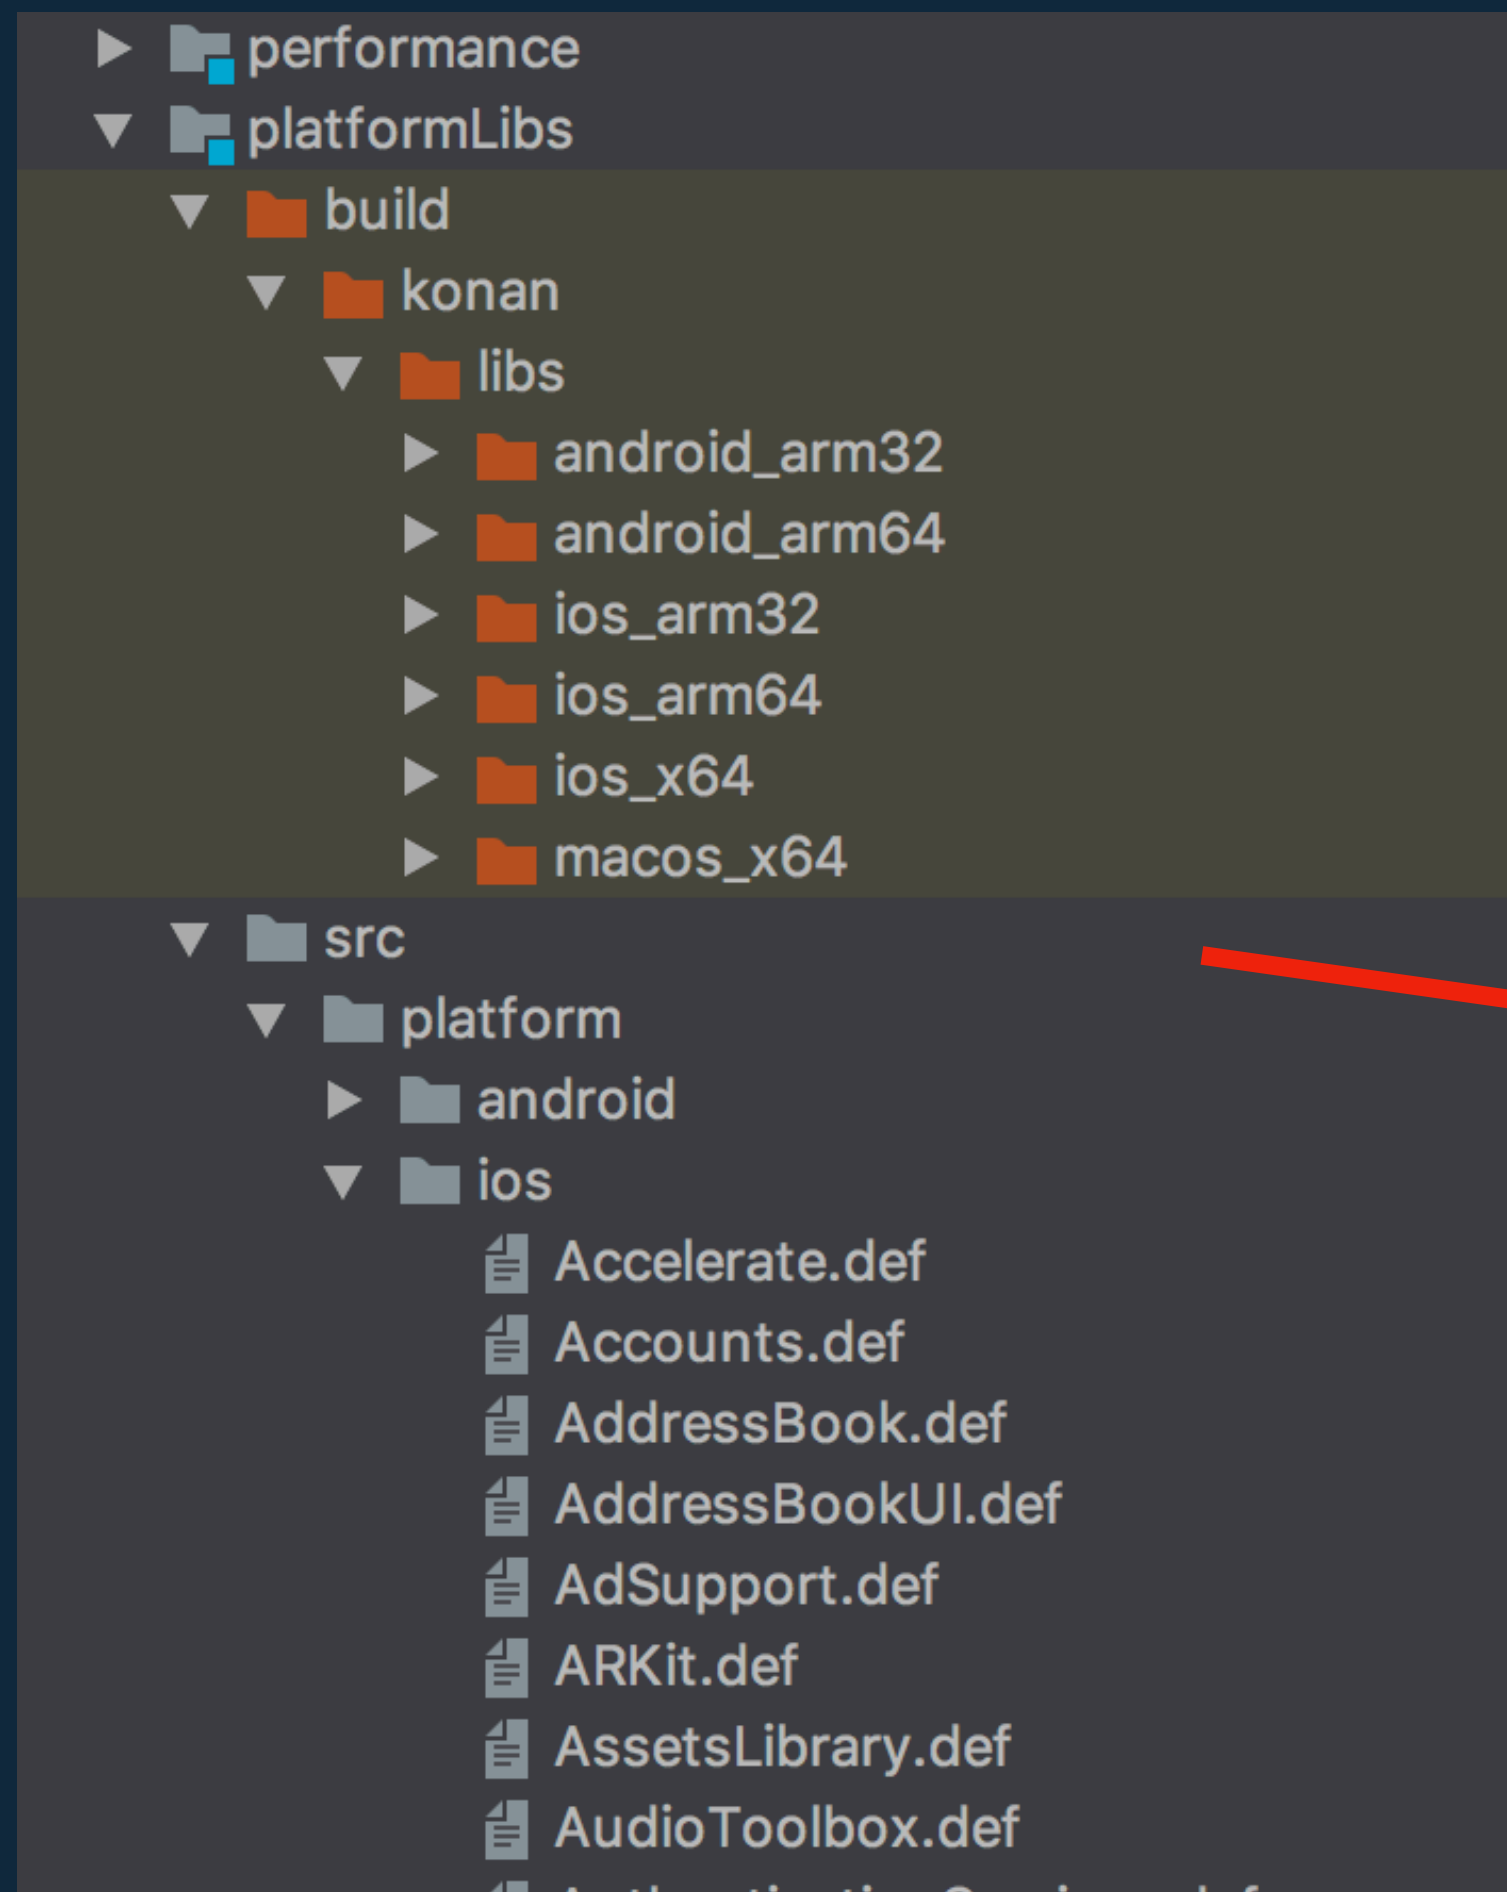 performance
platformLibs
build
konan
libs
android_arm32
android_arm64
ios_arm32
ios_arm64
ios_x64
macos_x64
src
platform
android
ios
Accelerate.def
Accounts.def
AddressBook.def
AddressBookUI.def
AdSupport.def
ARKit.def
AssetsLibrary.def
AudioToolbox.def